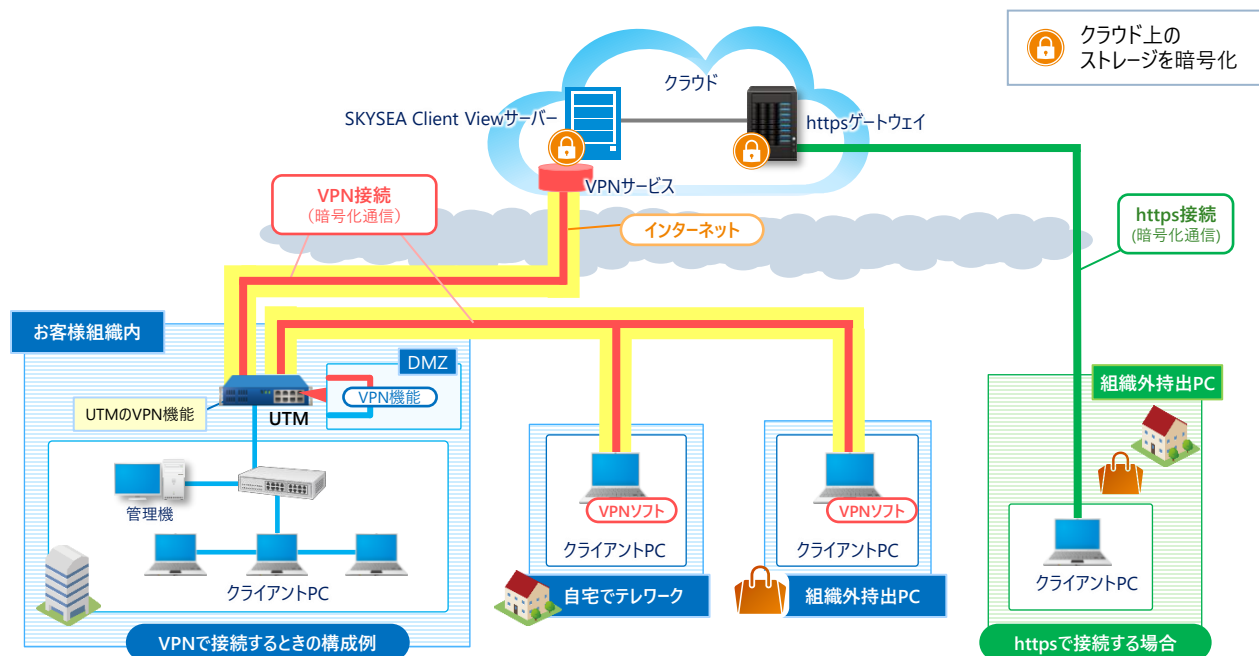 クラウド上の
ストレージを暗号化
クラウド
SKYSEA Client Viewサーバー
httpsゲートウェイ
VPNサービス
VPN接続
（暗号化通信）
インターネット
https接続
(暗号化通信)
お客様組織内
DMZ
VPN機能
UTMのVPN機能
UTM
管理機
クライアントPC
VPNで接続するときの構成例
VPNソフト
クライアントPC
自宅でテレワーク
VPNソフト
クライアントPC
組織外持出PC
組織外持出PC
クライアントPC
httpsで接続する場合